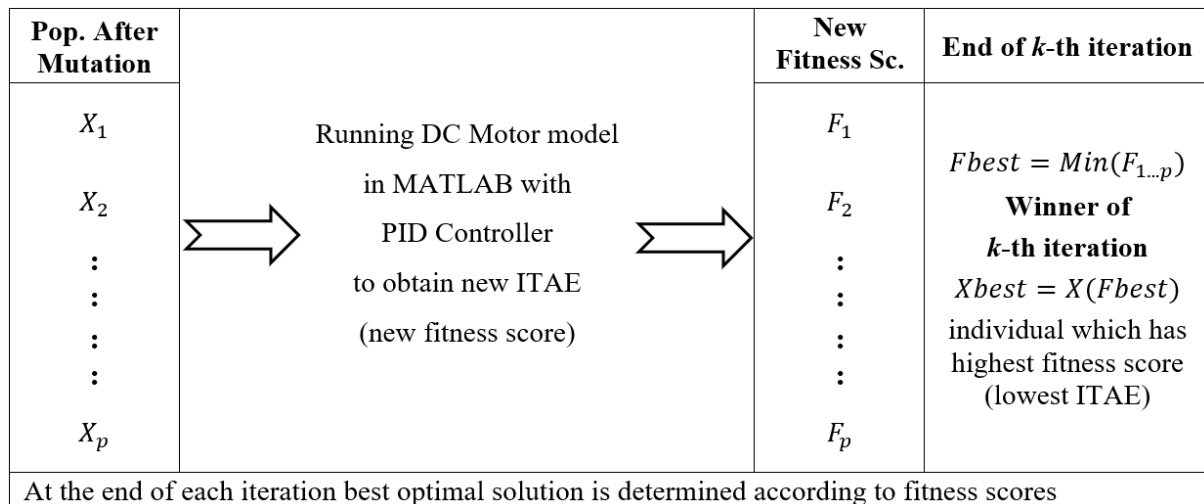 Pop. After
Mutation
New
Fitness Sc.
End of k-th iteration
X₁
X₂
:
:
:
:
Xₚ
Running DC Motor model
in MATLAB with
PID Controller
to obtain new ITAE
(new fitness score)
F₁
F₂
:
:
:
:
Fₚ
Fbest = Min(F₁…ₚ)
Winner of
k-th iteration
Xbest = X(Fbest)
individual which has
highest fitness score
(lowest ITAE)
At the end of each iteration best optimal solution is determined according to fitness scores